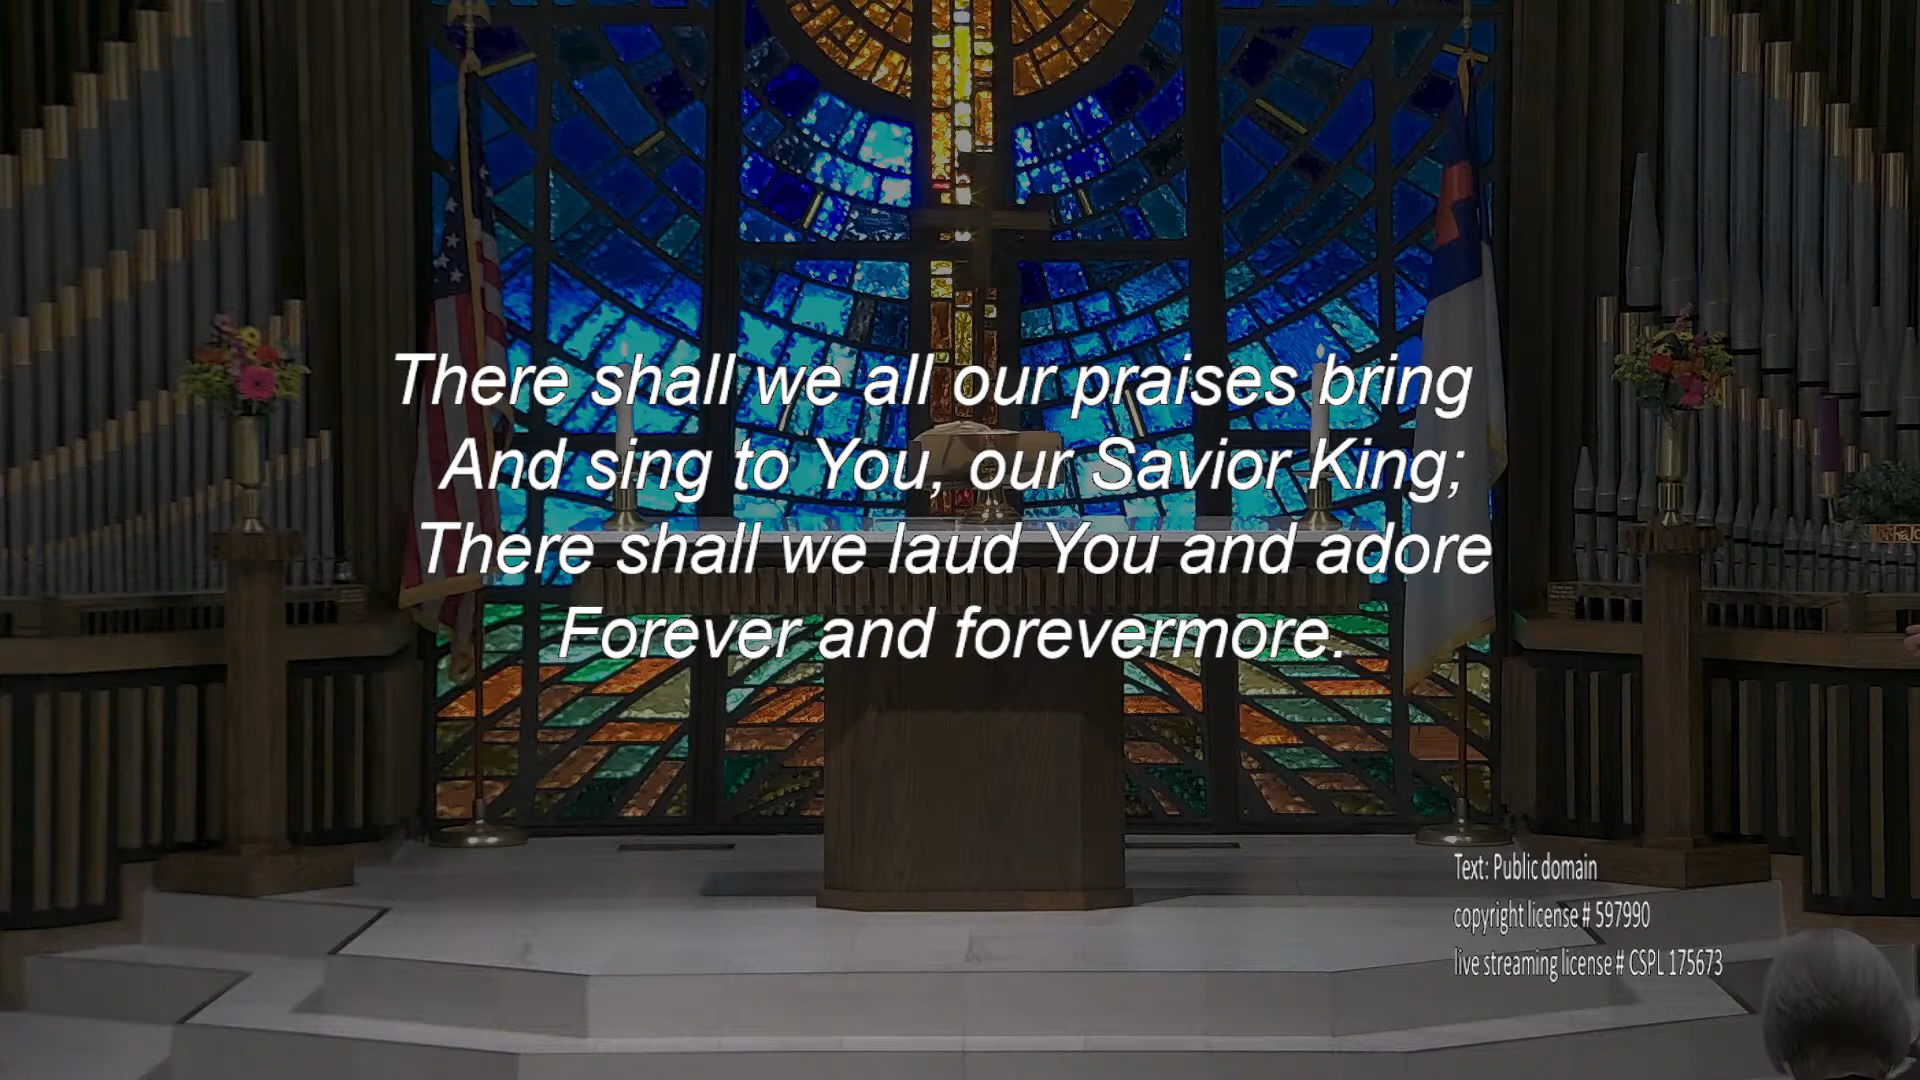 There shall we all our praises bring
And sing to You, our Savior King;
There shall we laud You and adore
Forever and forevermore.
Text: Public domain
copyright license # 597990
live streaming license # CSPL 175673